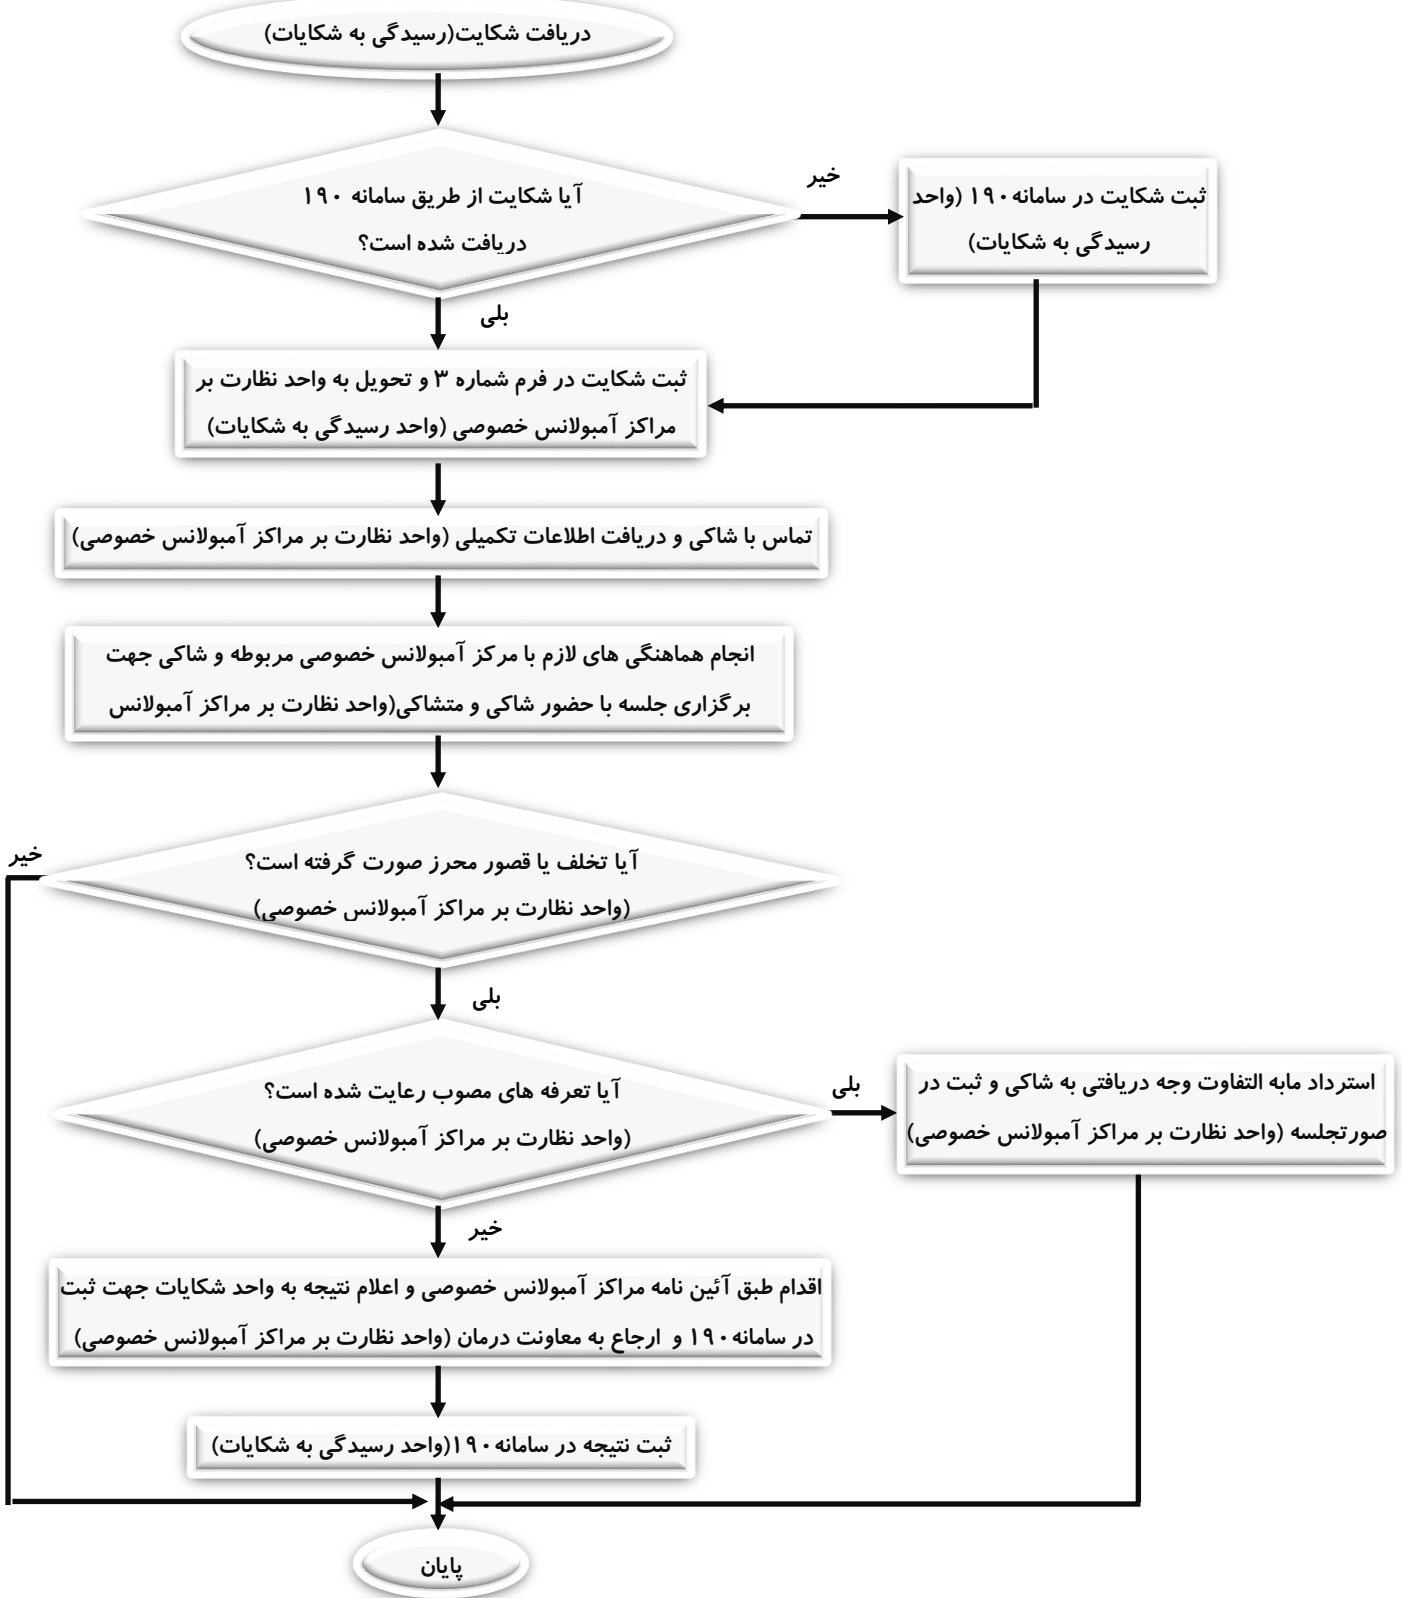 دریافت شکایت(رسیدگی به شکایات)
آیا شکایت از طریق سامانه ۱۹۰
دریافت شده است؟
خیر
ثبت شکایت در سامانه۱۹۰ (واحد
رسیدگی به شکایات)
بلی
ثبت شکایت در فرم شماره ۳ و تحویل به واحد نظارت بر
مراکز آمبولانس خصوصی (واحد رسیدگی به شکایات)
تماس با شاکی و دریافت اطلاعات تکمیلی (واحد نظارت بر مراکز آمبولانس خصوصی)
انجام هماهنگی های لازم با مرکز آمبولانس خصوصی مربوطه و شاکی جهت
برگزاری جلسه با حضور شاکی و متشاکی(واحد نظارت بر مراکز آمبولانس
خیر
آیا تخلف یا قصور محرز صورت گرفته است؟
(واحد نظارت بر مراکز آمبولانس خصوصی)
بلی
آیا تعرفه های مصوب رعایت شده است؟
(واحد نظارت بر مراکز آمبولانس خصوصی)
بلی
استرداد مابه التفاوت وجه دریافتی به شاکی و ثبت در
صورتجلسه (واحد نظارت بر مراکز آمبولانس خصوصی)
خیر
اقدام طبق آئین نامه مراکز آمبولانس خصوصی و اعلام نتیجه به واحد شکایات جهت ثبت
در سامانه۱۹۰ و ارجاع به معاونت درمان (واحد نظارت بر مراکز آمبولانس خصوصی)
ثبت نتیجه در سامانه۱۹۰(واحد رسیدگی به شکایات)
پایان